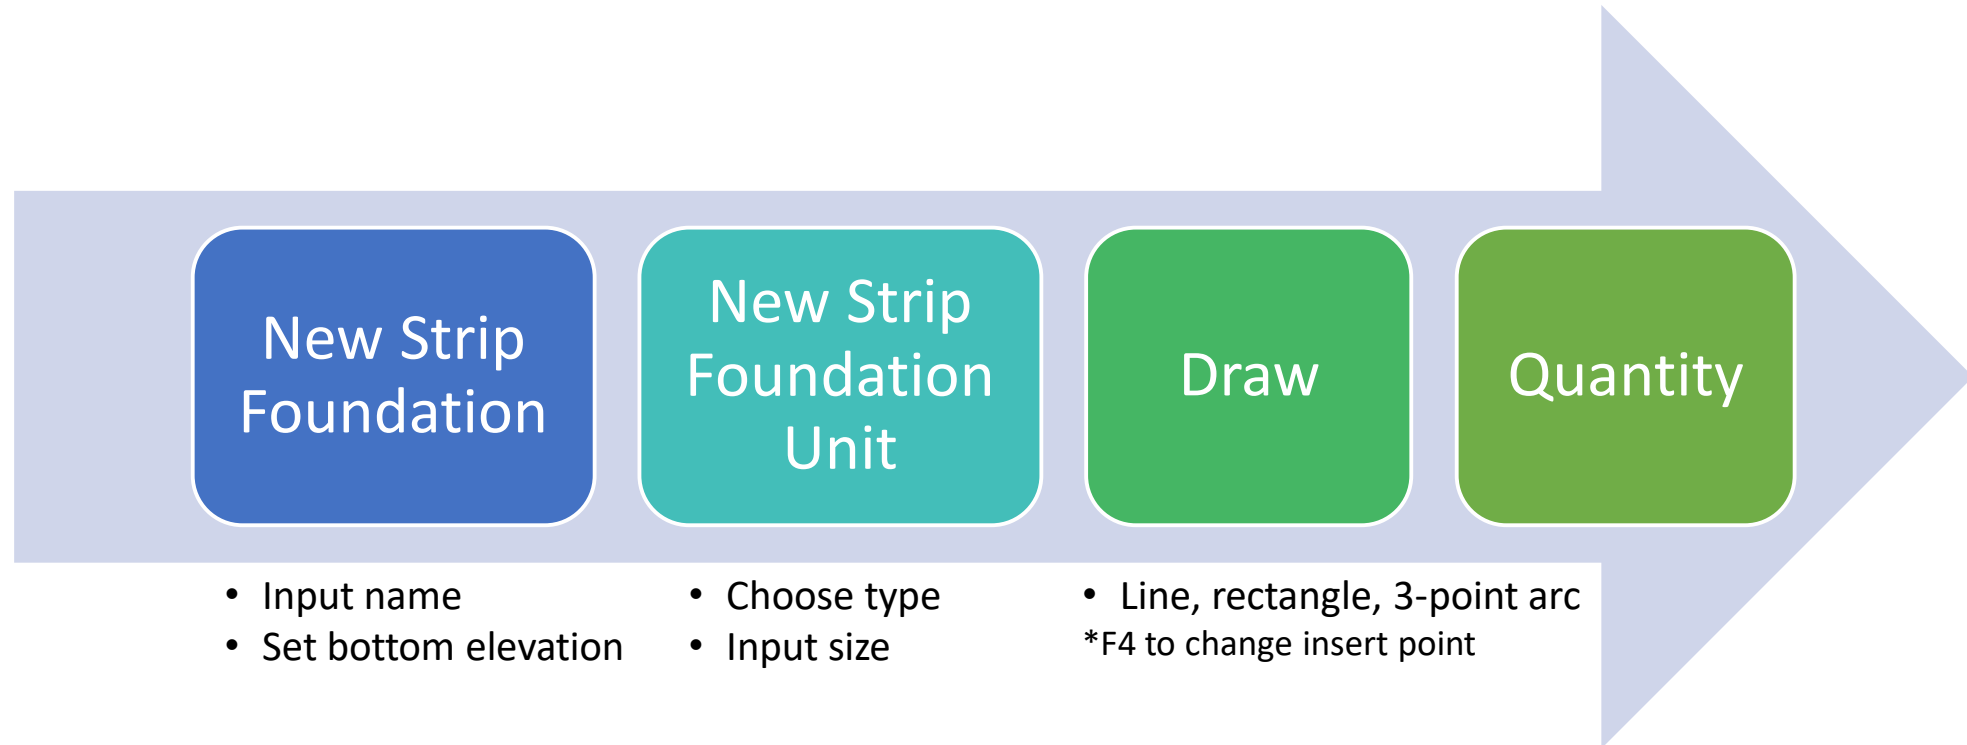 New Strip
Foundation
New Strip
Foundation
Unit
Draw
Quantity
• Input name
• Set bottom elevation
• Choose type
• Input size
• Line, rectangle, 3-point arc
*F4 to change insert point